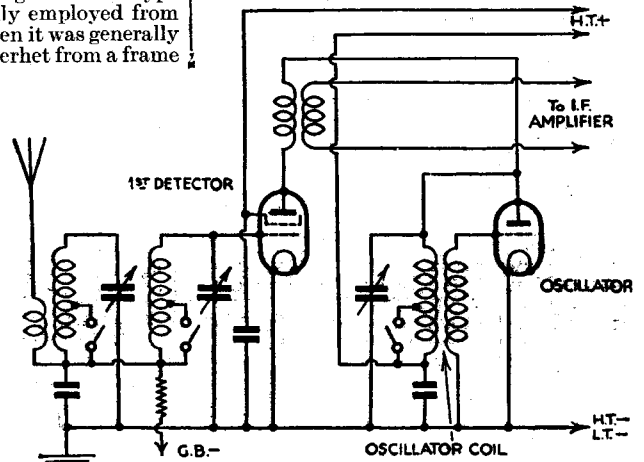 ly employed from
en it was generally
erhet from a frame
H.T.+
To I.F.
AMPLIFIER
1ST DETECTOR
OSCILLATOR
H.T.-
L.T.-
G.B.-
OSCILLATOR COIL